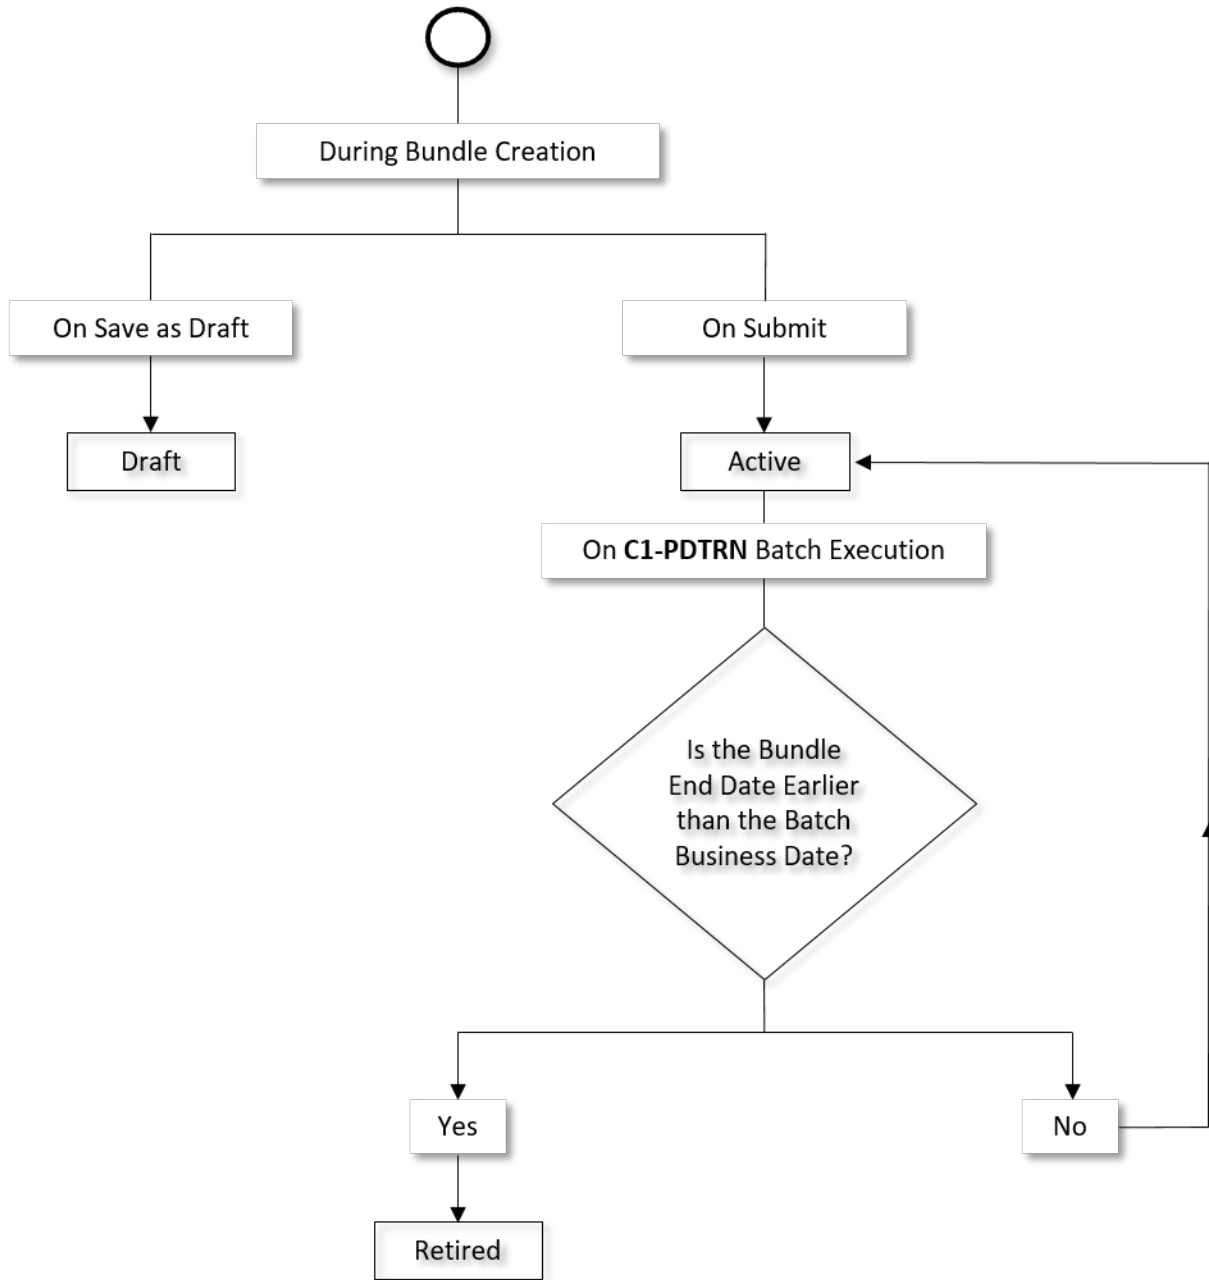 During Bundle Creation
On Save as Draft
On Submit
Draft
Active
On C1-PDTRN Batch Execution
Is the Bundle
End Date Earlier
than the Batch
Business Date?
Yes
No
Retired